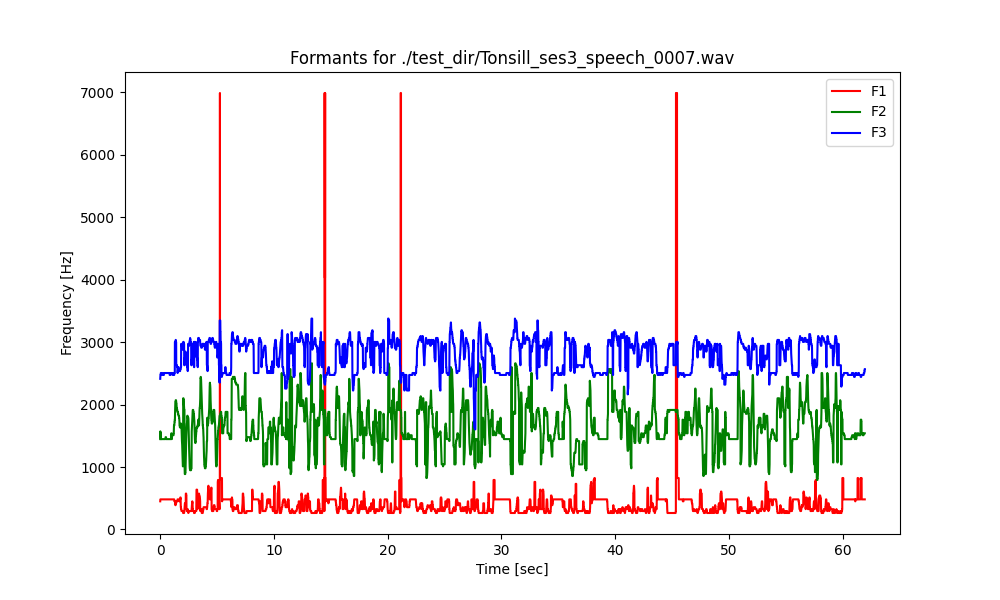 Formants for ./test_dir/Tonsill_ses3_speech_0007.wav
7000
6000
5000
4000
3000
2000
1000
0
Frequency [Hz]
F1
F2
F3
0 10 20 30 40 50 60
Time [sec]